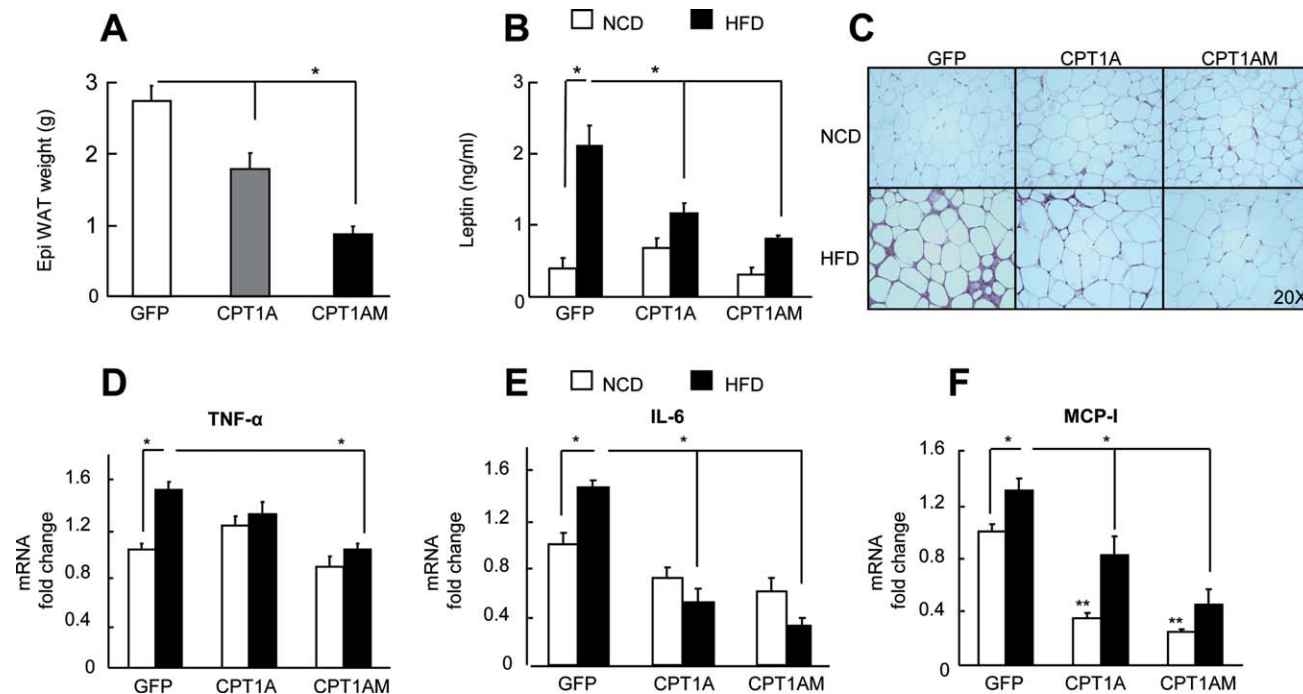 A
Epi WAT weight (g)
3
2
1
0
*
GFP CPT1A CPT1AM
B
NCD HFD
Leptin (ng/ml)
3
2
1
0
* *
GFP CPT1A CPT1AM
C
GFP CPT1A CPT1AM
NCD
HFD
20X
D
TNF-α
mRNA
fold change
1.6
1.2
0.8
0.4
0
* *
GFP CPT1A CPT1AM
E
NCD HFD
IL-6
mRNA
fold change
1.6
1.2
0.8
0.4
0
* *
GFP CPT1A CPT1AM
F
MCP-I
mRNA
fold change
1.6
1.2
0.8
0.4
0
* *
** **
GFP CPT1A CPT1AM